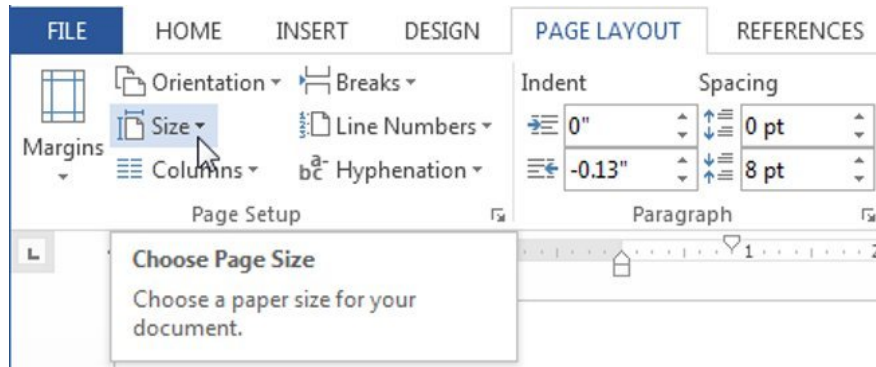 FILE HOME INSERT DESIGN PAGE LAYOUT REFERENCES
Orientation Breaks Indent Spacing
Size Line Numbers 0" 0 pt
Margins
Columns Hyphenation -0.13" 8 pt
Page Setup Paragraph
L 1 2
Choose Page Size
Choose a paper size for your
document.